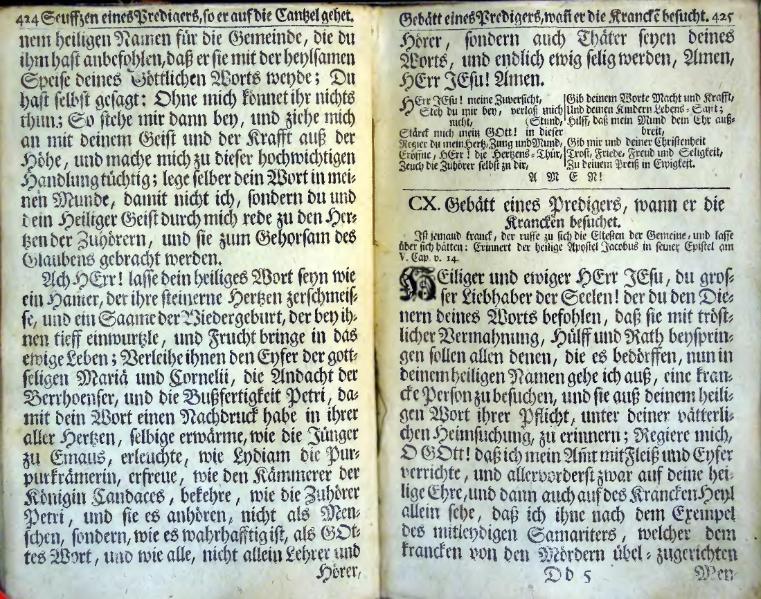 424 Seufftzen eines Predigers, so er auf die Cantzel gehet.
nem heiligen Namen für die Gemeinde, die du
ihm hast anbefohlen, daß er sie mit der heylsamen
Speise deines Göttlichen Worts weyde; Du
hast selbst gesagt: Ohne mich könnet ihr nichts
thun; So stehe mir dann bey, und ziehe mich
an mit deinem Geist und der Krafft auß der
Höhe, und mache mich zu dieser hochwichtigen
Handlung tüchtig; lege selber dein Wort in mei-
nen Munde, damit nicht ich, sondern du und
dein Heiliger Geist durch mich rede zu den Her-
tzen der Zuhörern, und sie zum Gehorsam des
Glaubens gebracht werden.
Ach HErr! lasse dein heiliges Wort seyn wie
ein Hamer, der ihre steinerne Hertzen zerschmeis-
se, und ein Saame der Wiedergeburt, der bey ih-
nen tieff einwurtzle, und Frucht bringe in das
ewige Leben; Verleihe ihnen den Eyfer der gott-
seligen Mariä und Cornelii, die Andacht der
Berrhoenser, und die Bußfertigkeit Petri, da-
mit dein Wort einen Nachdruck habe in ihrer
aller Hertzen, selbige erwärme, wie die Jünger
zu Emaus, erleuchte, wie Lydiam die Pur-
purkrämerin, erfreue, wie den Kämmerer der
Königin Candaces, bekehre, wie die Zuhörer
Petri, und sie es anhören, nicht als Men-
schen, sondern, wie es wahrhafftig ist, als GOt-
tes Wort, und wie alle, nicht allein Lehrer und
Hörer,
Gebätt eines Predigers, wañ er die Krancke besucht. 425
Hörer, sondern auch Thäter seyen deines
Worts, und endlich ewig selig werden, Amen,
HErr JEsu! Amen.
HErr JEsu! meine Zuversicht,
Steh du mir bey, verlaß mich
nicht,
(Stund,
Stärck mich mein GOtt! in dieser
Regier du mein Hertz, Zung und Mund,
Eröffne, HErr! die Hertzens-Thür,
Zeuch die Zuhörer selbst zu dir,
Gib deinem Worte Macht und Krafft,
Und deinen Kindern Lebens-Safft;
Hilff, daß mein Mund dein Ehr auß-
breit,
Gib mir und deiner Christenheit
Trost, Friede, Freud und Seligkeit,
Zu deinem Preiß in Ewigkeit.
A M E N!
CX. Gebätt eines Predigers, wann er die
Krancken besucht.
Ist jemand kranck, der ruffe zu sich die Eltesten der Gemeine, und lasse
über sich bätten: Erinnert der heilige Apostel Jacobus in seiner Epistel am
V. Cap. v. 14.
HEiliger und ewiger HErr JEsu, du gros-
ser Liebhaber der Seelen! der du den Die-
nern deines Worts befohlen, daß sie mit tröst-
licher Vermahnung, Hülff und Rath beysprin-
gen sollen allen denen, die es bedörffen, nun in
deinem heiligen Namen gehe ich auß, eine kran-
cke Person zu besuchen, und sie auß deinem heili-
gen Wort ihrer Pflicht, unter deiner vätterli-
chen Heimsuchung, zu erinnern; Regiere mich,
O GOtt! daß ich mein Amt mit Fleiß und Eyfer
verrichte, und allervorderst zwar auf deine hei-
lige Ehre, und dann auch auf des Krancken Heyl
allein sehe, daß ich ihne nach dem Exempel
des mitleydigen Samariters, welcher dem
krancken von den Mördern übel-zugerichten
Dd 5
Men-